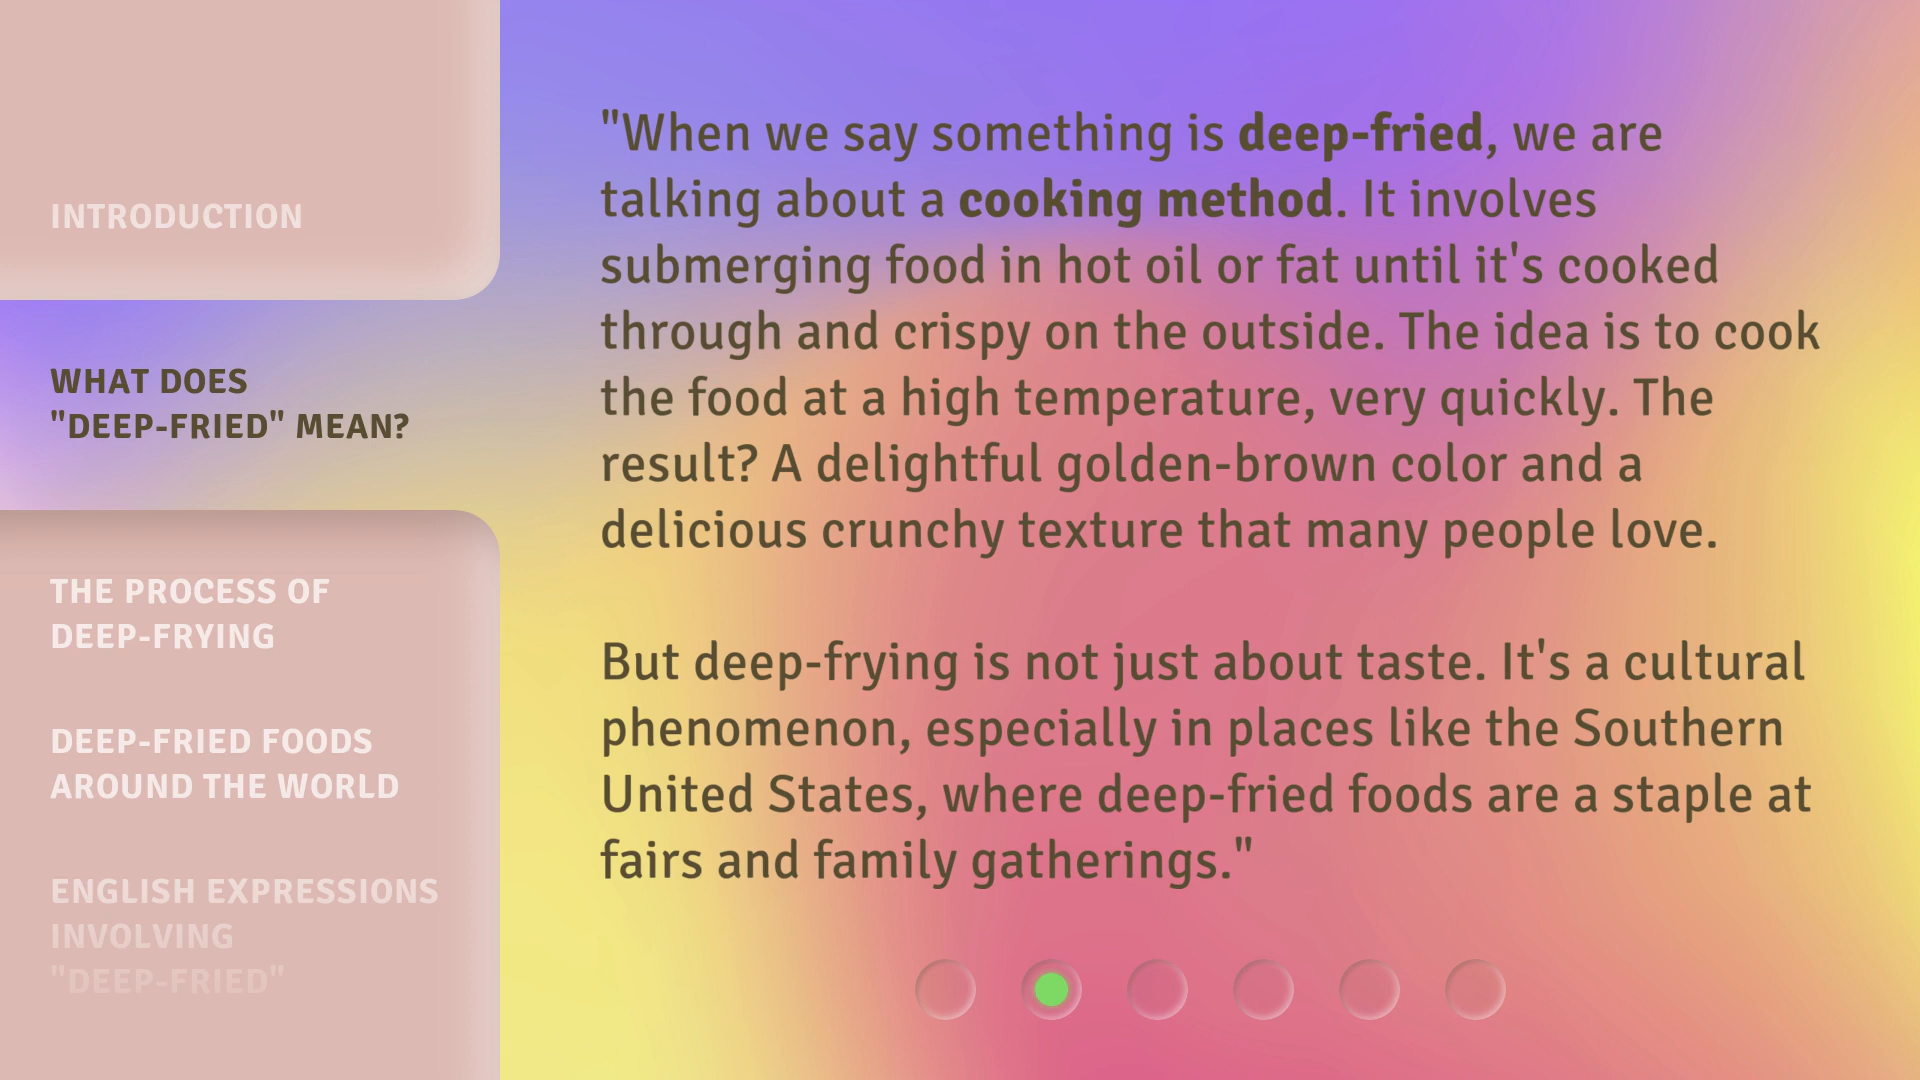 INTRODUCTION
WHAT DOES
"DEEP-FRIED" MEAN?
THE PROCESS OF
DEEP-FRYING
DEEP-FRIED FOODS
AROUND THE WORLD
ENGLISH EXPRESSIONS
INVOLVING
"DEEP-FRIED"
"When we say something is deep-fried, we are
talking about a cooking method. It involves
submerging food in hot oil or fat until it's cooked
through and crispy on the outside. The idea is to cook
the food at a high temperature, very quickly. The
result? A delightful golden-brown color and a
delicious crunchy texture that many people love.
But deep-frying is not just about taste. It's a cultural
phenomenon, especially in places like the Southern
United States, where deep-fried foods are a staple at
fairs and family gatherings."